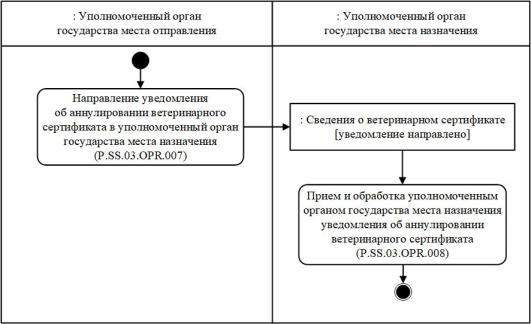 : Уполномоченный орган
государства места отправления
: Уполномоченный орган
государства места назначения
Направление уведомления
об аннулировании ветеринарного
сертификата в уполномоченный орган
государства места назначения
(P.SS.03.OPR.007)
: Сведения о ветеринарном сертификате
[уведомление направлено]
Прием и обработка уполномоченным
органом государства места назначения
уведомления об аннулировании
ветеринарного сертификата
(P.SS.03.OPR.008)